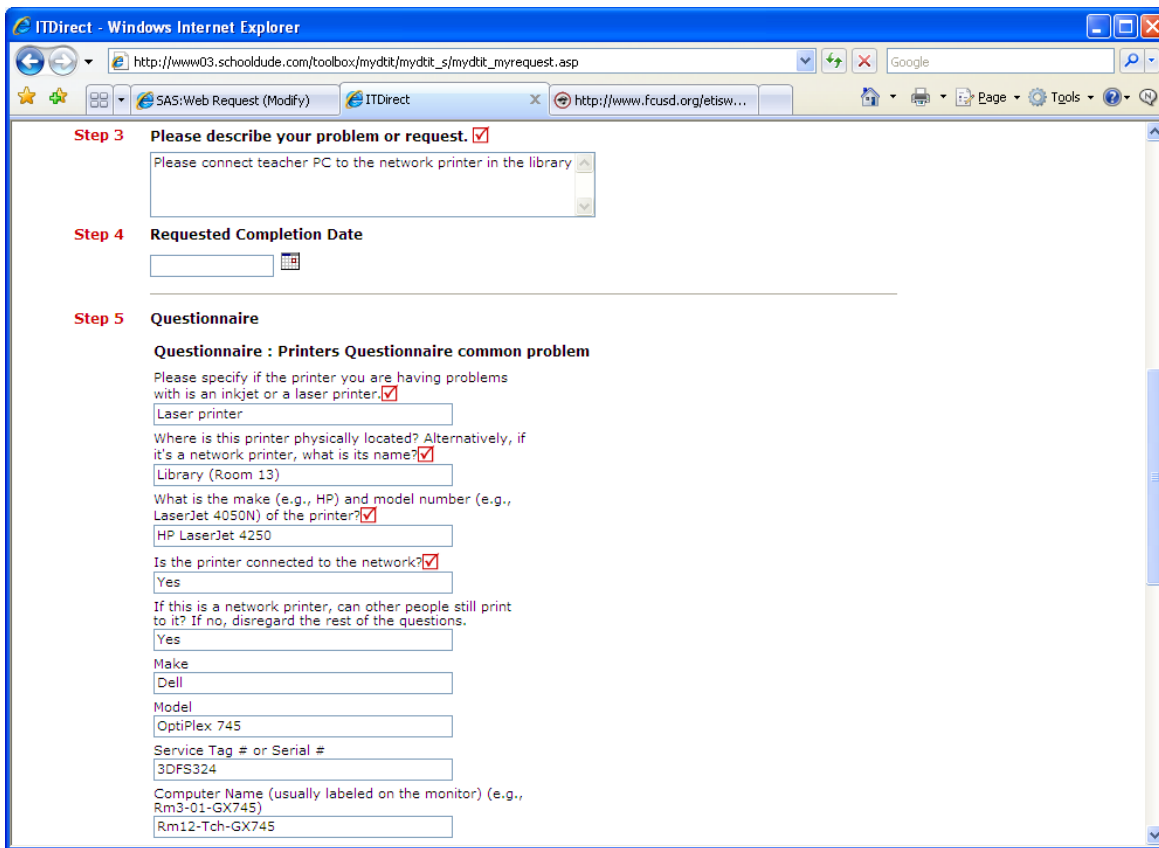 ITDirect - Windows Internet Explorer
http://www03.schooldude.com/toolbox/mydtit/mydtit_s/mydtit_myrequest.asp Google
SAS:Web Request (Modify) ITDirect X http://www.fcusd.org/etisw... Page Tools
Step 3 Please describe your problem or request.
Please connect teacher PC to the network printer in the library
Step 4 Requested Completion Date
Step 5 Questionnaire
Questionnaire : Printers Questionnaire common problem
Please specify if the printer you are having problems
with is an inkjet or a laser printer.
Laser printer
Where is this printer physically located? Alternatively, if
it's a network printer, what is its name?
Library (Room 13)
What is the make (e.g., HP) and model number (e.g.,
LaserJet 4050N) of the printer?
HP LaserJet 4250
Is the printer connected to the network?
Yes
If this is a network printer, can other people still print
to it? If no, disregard the rest of the questions.
Yes
Make
Dell
Model
OptiPlex 745
Service Tag # or Serial #
3DFS324
Computer Name (usually labeled on the monitor) (e.g.,
Rm3-01-GX745)
Rm12-Tch-GX745